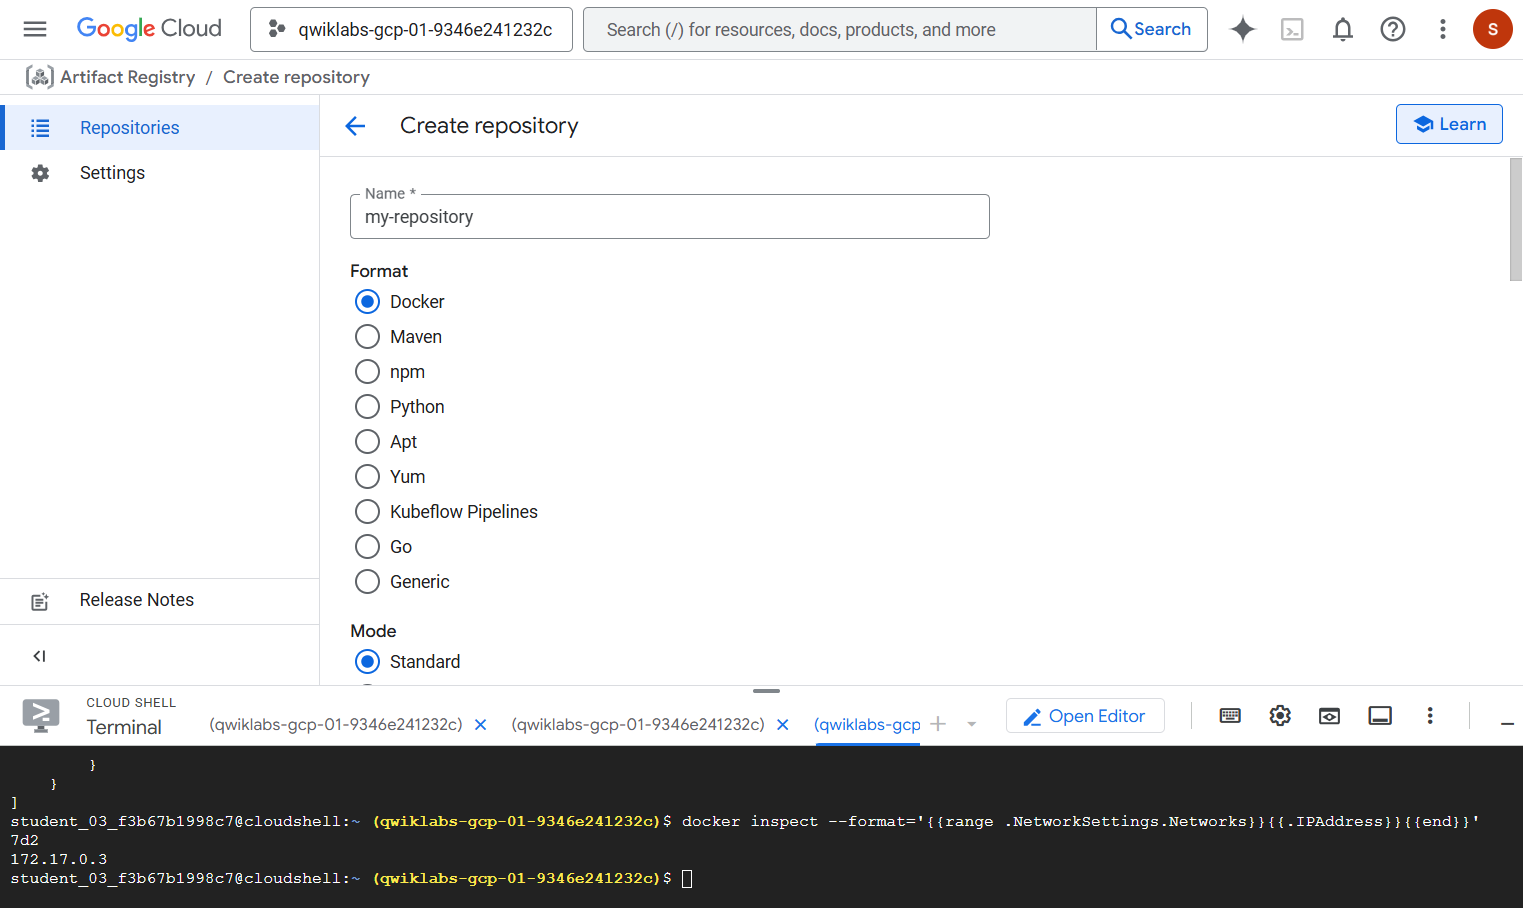 Google Cloud
qwiklabs-gcp-01-9346e241232c
Search (/) for resources, docs, products, and more
Search
S
Artifact Registry / Create repository
Repositories
Settings
Release Notes
Create repository
Learn
Name *
my-repository
Format
Docker
Maven
npm
Python
Apt
Yum
Kubeflow Pipelines
Go
Generic
Mode
Standard
CLOUD SHELL
Terminal
(qwiklabs-gcp-01-9346e241232c)
(qwiklabs-gcp-01-9346e241232c)
(qwiklabs-gcp
Open Editor
}
}
]
student_03_f3b67b1998c7@cloudshell:~ (qwiklabs-gcp-01-9346e241232c)$ docker inspect --format='{{range .NetworkSettings.Networks}}{{.IPAddress}}{{end}}'
7d2
172.17.0.3
student_03_f3b67b1998c7@cloudshell:~ (qwiklabs-gcp-01-9346e241232c)$